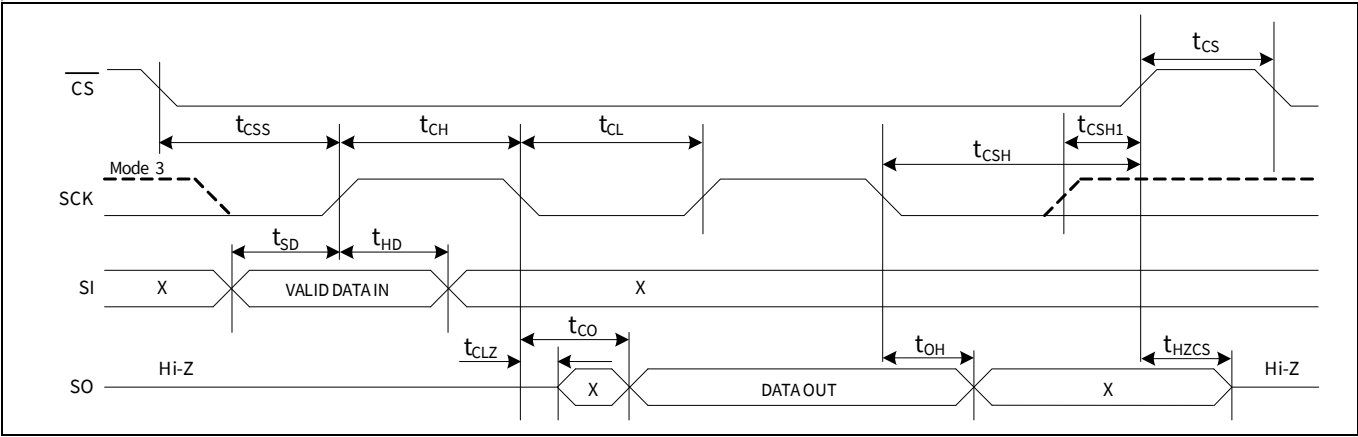 tCS
CS
tCSS tCH tCL tCSH1
tCSH
Mode 3
SCK
tSD tHD
SI X VALID DATA IN X
tCO
tCLZ tOH tHZCS
Hi-Z Hi-Z
SO X DATA OUT X